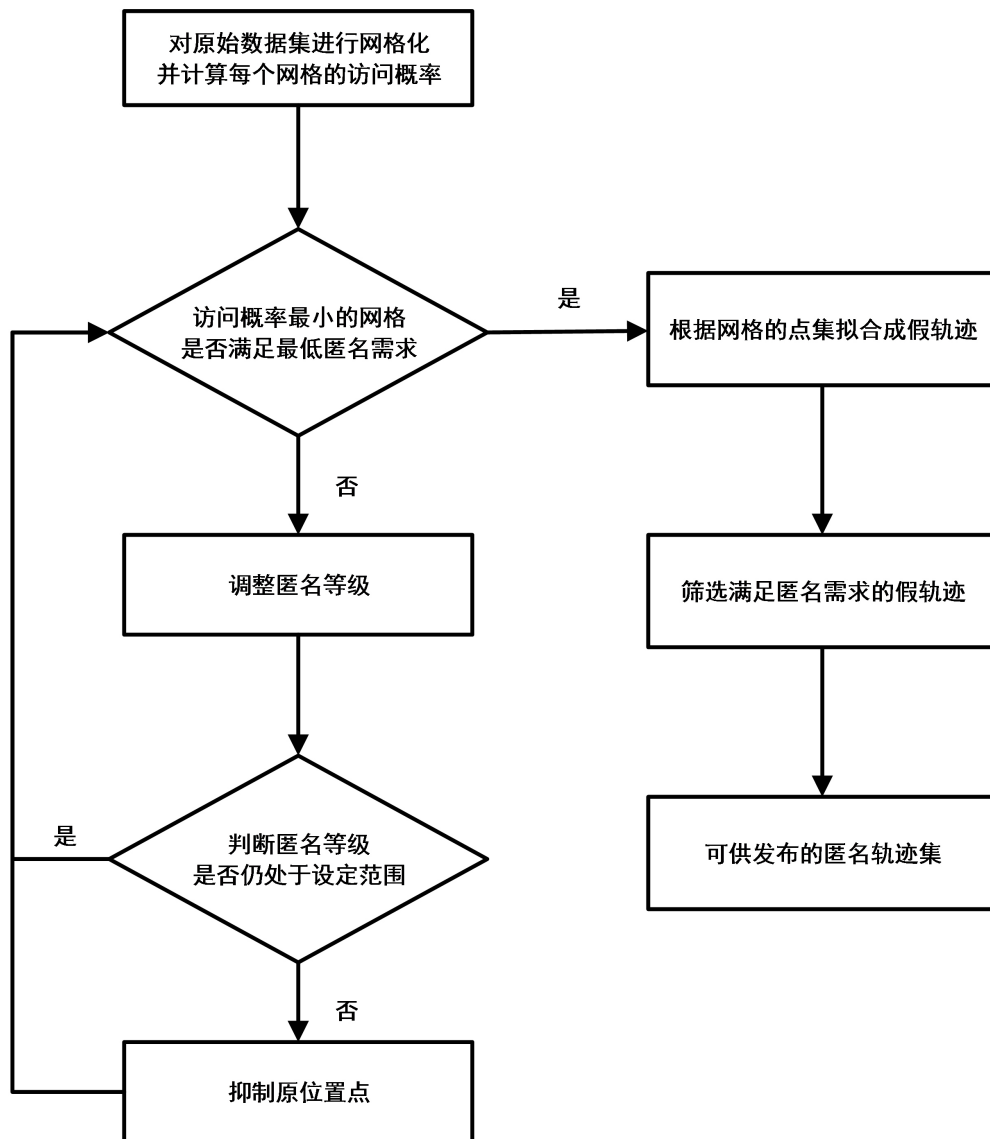 对原始数据集进行网格化
并计算每个网格的访问概率
访问概率最小的网格
是否满足最低匿名需求
是
根据网格的点集拟合成假轨迹
否
调整匿名等级
筛选满足匿名需求的假轨迹
判断匿名等级
是否仍处于设定范围
是
可供发布的匿名轨迹集
否
抑制原位置点